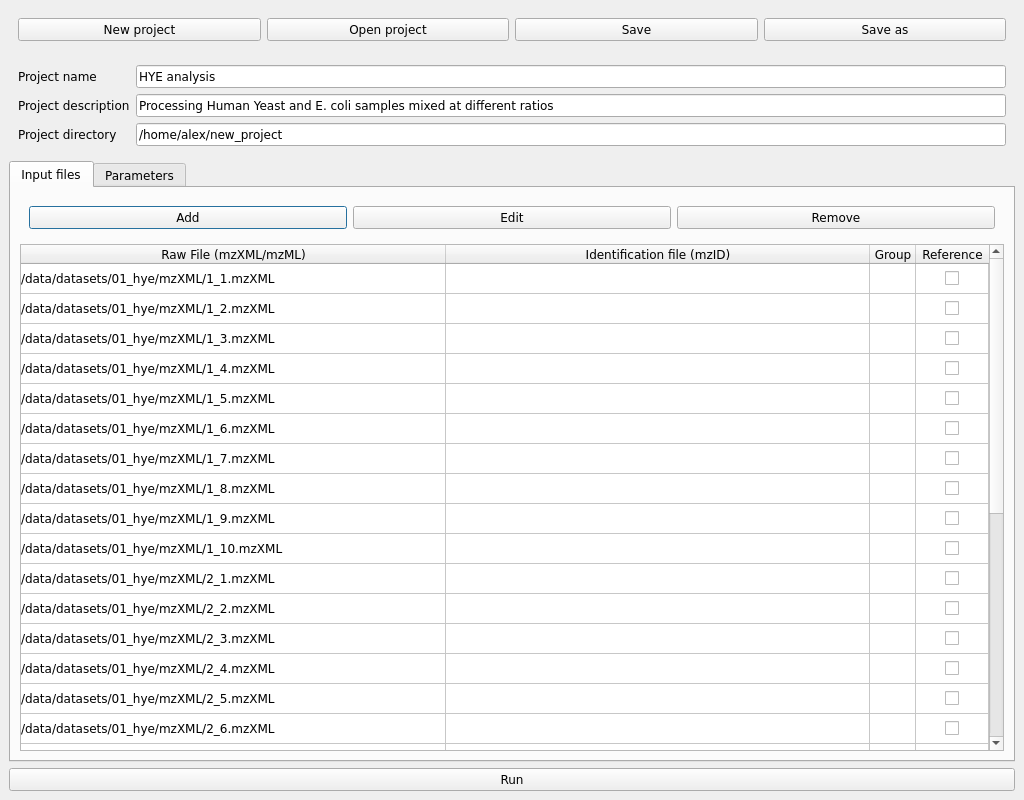 New project Open project Save Save as
Project name HYE analysis
Project description Processing Human Yeast and E. coli samples mixed at different ratios
Project directory /home/alex/new_project
Input files Parameters
Add Edit Remove
Raw File (mzXML/mzML) Identification file (mzID) Group Reference
/data/datasets/01_hye/mzXML/1_1.mzXML
/data/datasets/01_hye/mzXML/1_2.mzXML
/data/datasets/01_hye/mzXML/1_3.mzXML
/data/datasets/01_hye/mzXML/1_4.mzXML
/data/datasets/01_hye/mzXML/1_5.mzXML
/data/datasets/01_hye/mzXML/1_6.mzXML
/data/datasets/01_hye/mzXML/1_7.mzXML
/data/datasets/01_hye/mzXML/1_8.mzXML
/data/datasets/01_hye/mzXML/1_9.mzXML
/data/datasets/01_hye/mzXML/1_10.mzXML
/data/datasets/01_hye/mzXML/2_1.mzXML
/data/datasets/01_hye/mzXML/2_2.mzXML
/data/datasets/01_hye/mzXML/2_3.mzXML
/data/datasets/01_hye/mzXML/2_4.mzXML
/data/datasets/01_hye/mzXML/2_5.mzXML
/data/datasets/01_hye/mzXML/2_6.mzXML
Run